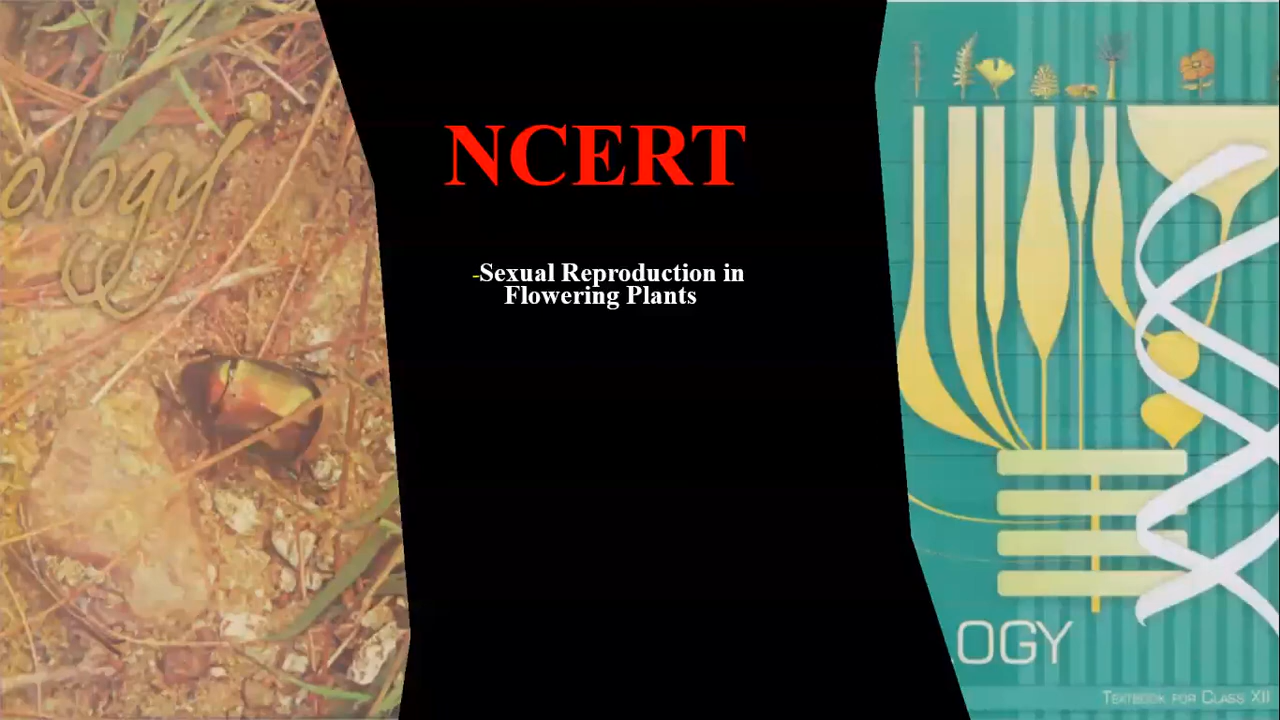 ology
NCERT
-Sexual Reproduction in
Flowering Plants
OGY
TEXTBOOK FOR CLASS XII